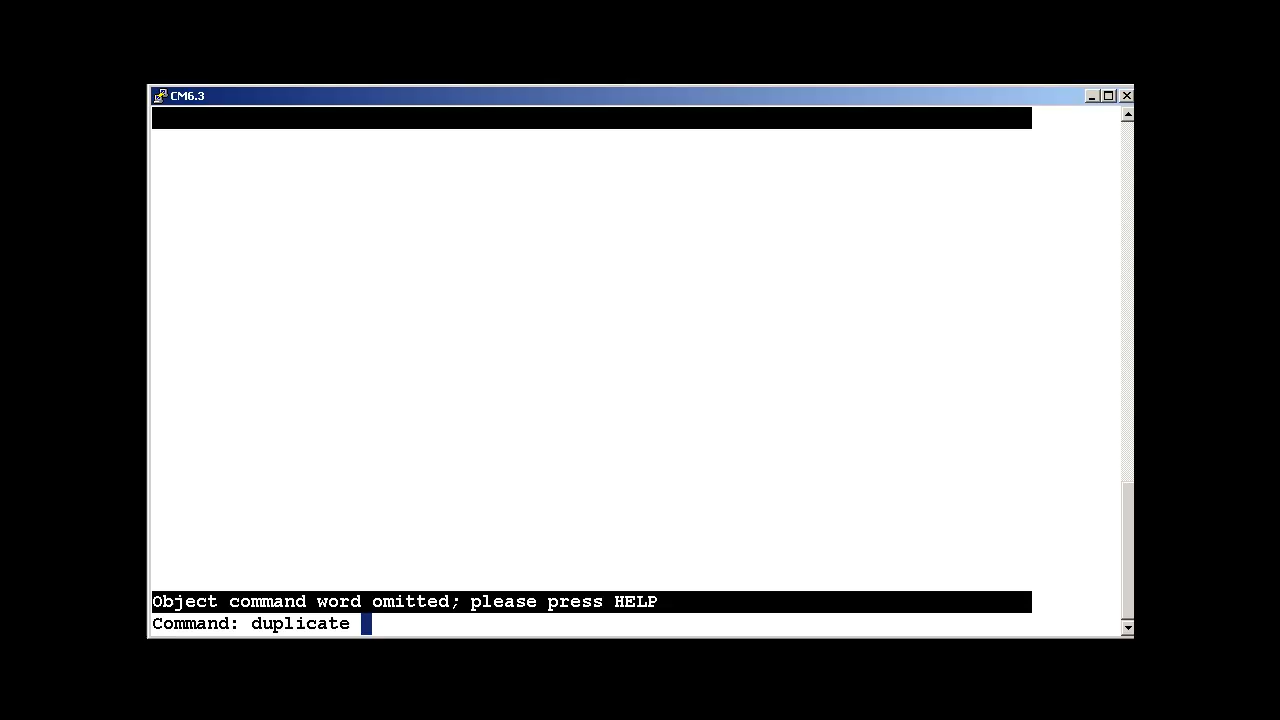 CM6.3
Object command word omitted; please press HELP
Command: duplicate